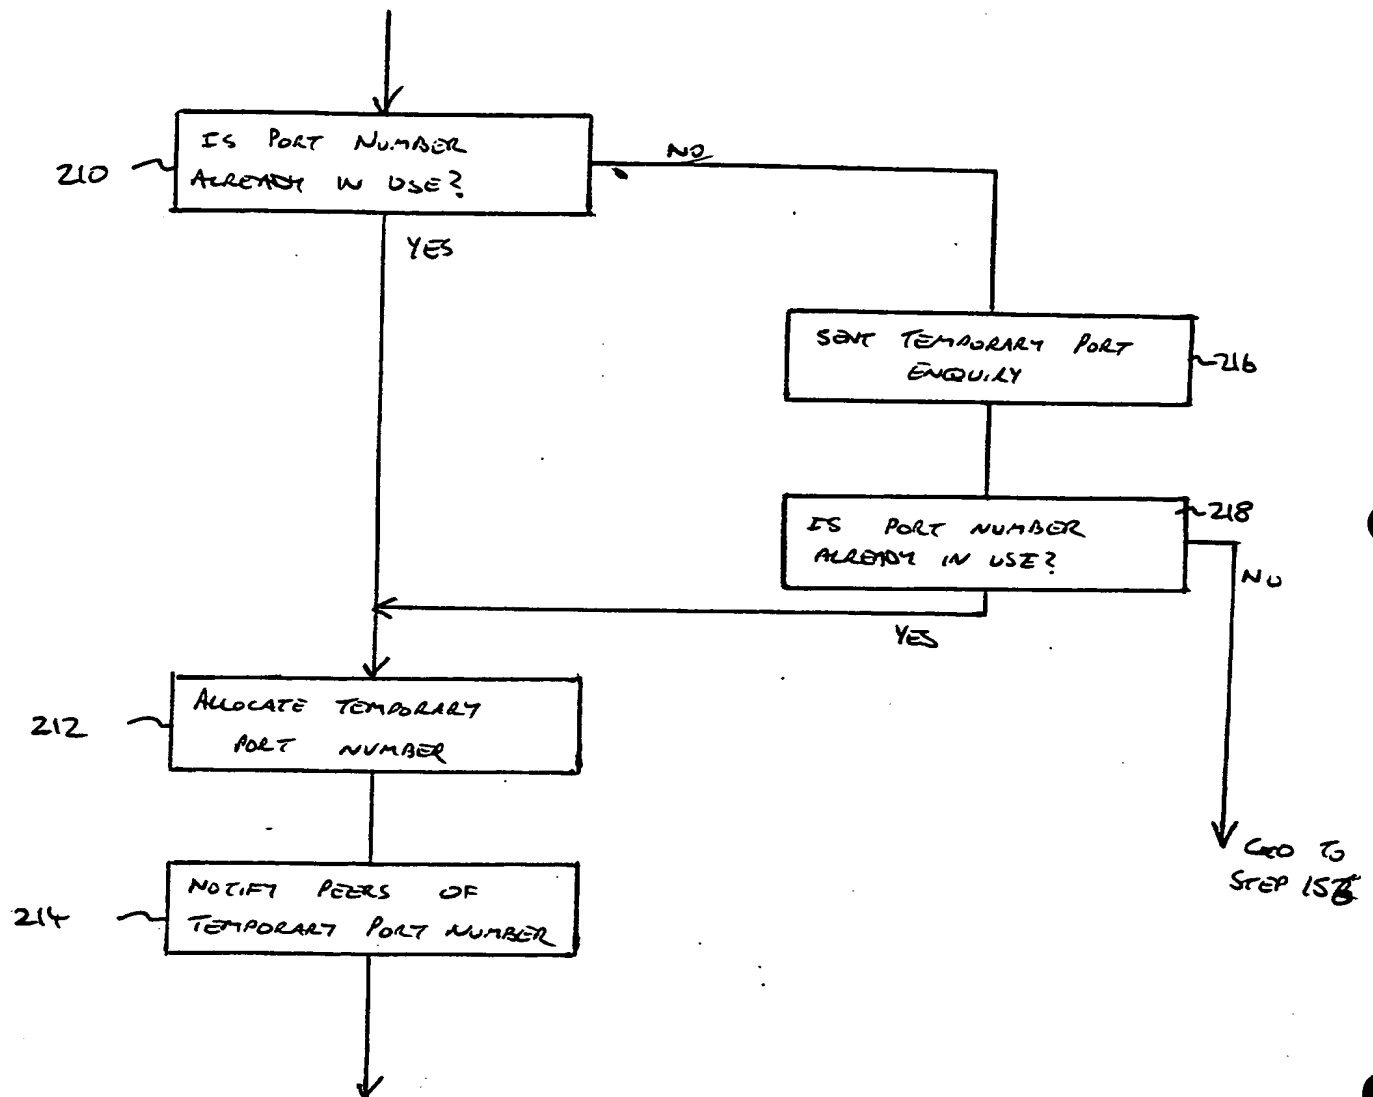 IS PORT NUMBER
ALREADY IN USE?
210
NO
YES
SENT TEMPORARY PORT
ENQUIRY
216
IS PORT NUMBER
ALREADY IN USE?
218
NO
YES
ALLOCATE TEMPORARY
PORT NUMBER
212
GO TO
STEP
NOTIFY PEERS OF
TEMPORARY PORT NUMBER
214